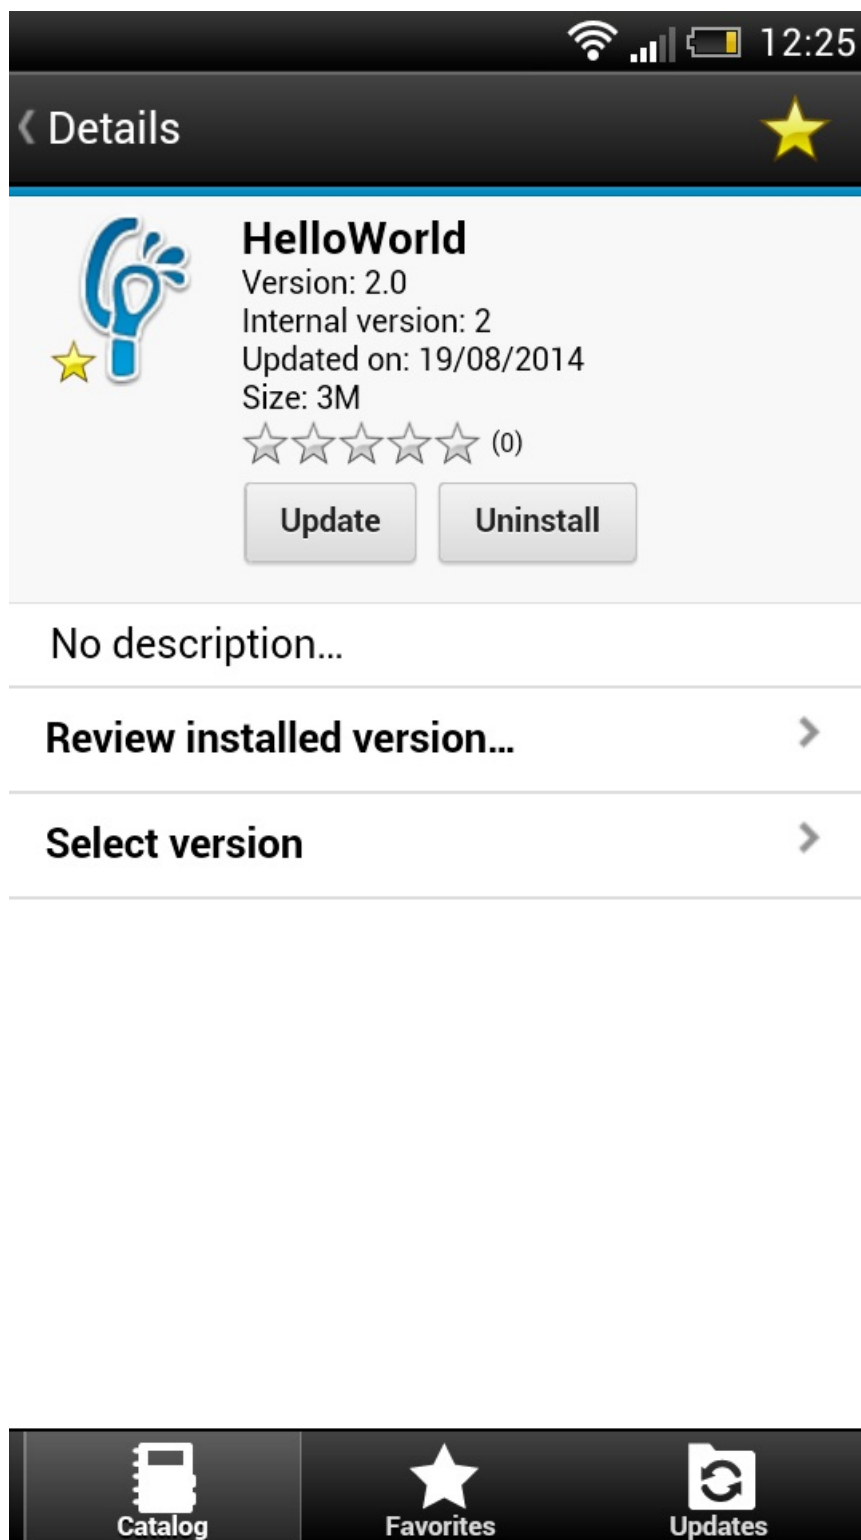 12:25
Details
HelloWorld
Version: 2.0
Internal version: 2
Updated on: 19/08/2014
Size: 3M
(0)
Update Uninstall
No description...
Review installed version...
Select version
Catalog Favorites Updates